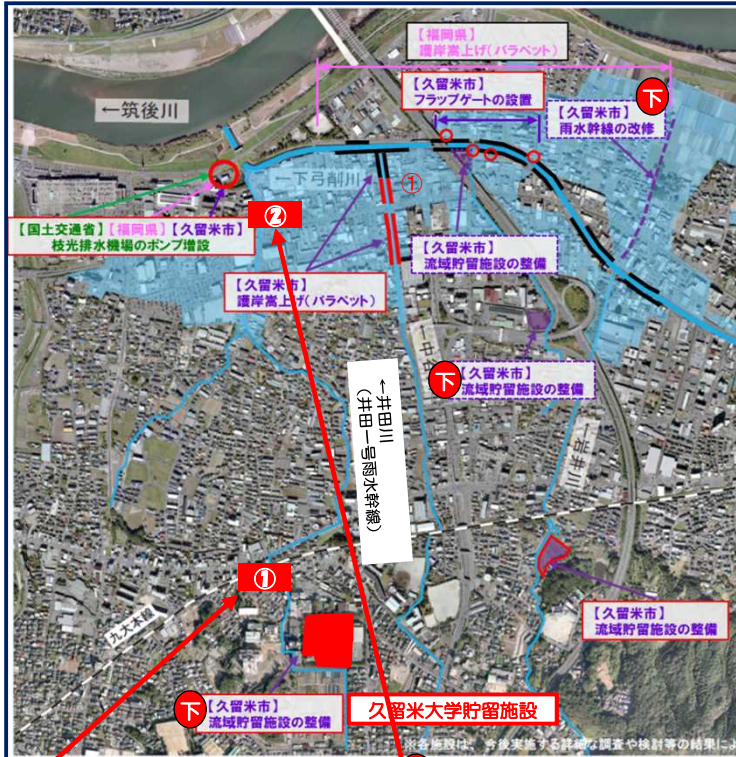 【福岡県】
護岸嵩上げ(パラペット)
【久留米市】
フラップゲートの設置
下
【久留米市】
雨水幹線の改修
←筑後川
←下弓削川
①
【国土交通省】【福岡県】【久留米市】
枝光排水機場のポンプ増設
②
【久留米市】
流域貯留施設の整備
【久留米市】
護岸嵩上げ(パラペット)
下
【久留米市】
流域貯留施設の整備
←井田川
(井田一号雨水幹線)
①
九大本線
【久留米市】
流域貯留施設の整備
下
【久留米市】
流域貯留施設の整備
久留米大学貯留施設
※各施設は、今後実施する詳細な調査や検討等の結果によ